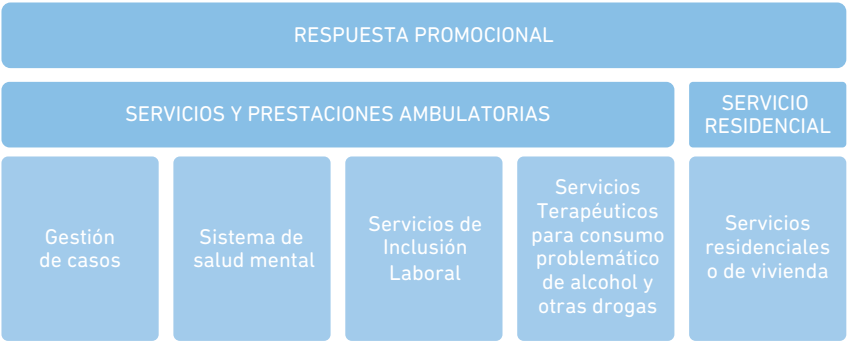 RESPUESTA PROMOCIONAL
SERVICIOS Y PRESTACIONES AMBULATORIAS
SERVICIO
RESIDENCIAL
Gestión
de casos
Sistema de
salud mental
Servicios de
Inclusión
Laboral
Servicios
Terapéuticos
para consumo
problemático
de alcohol y
otras drogas
Servicios
residenciales
o de vivienda